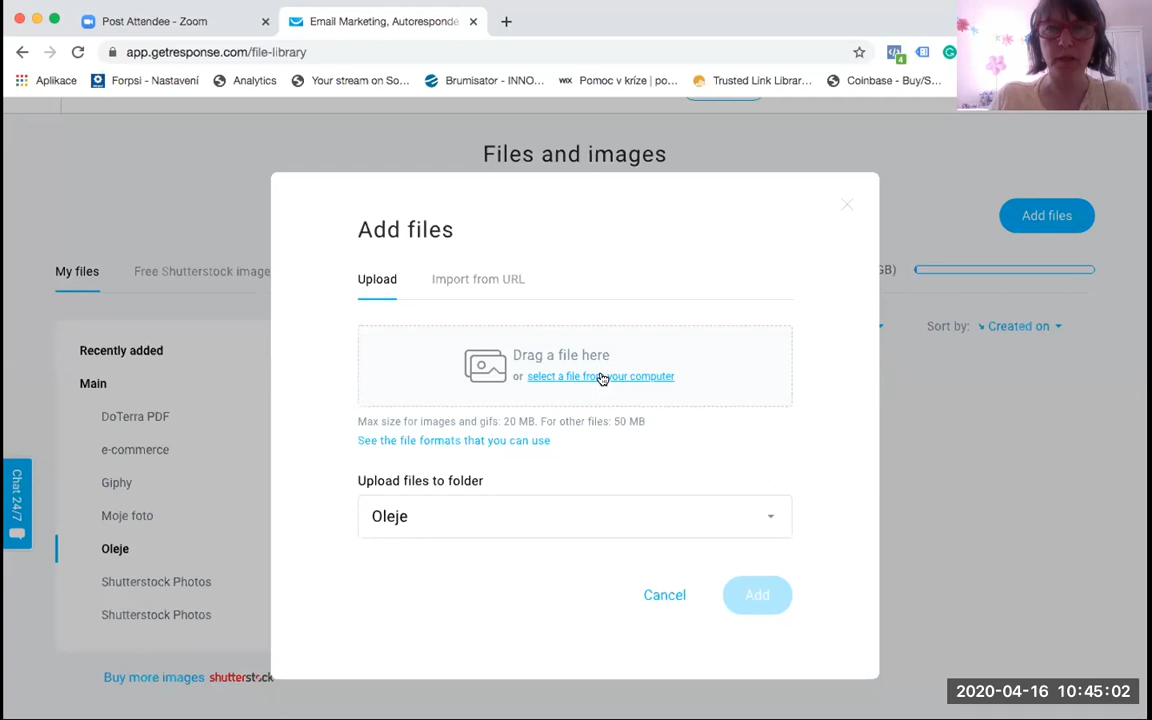 Post Attendee - Zoom
Email Marketing, Autoresponde
app.getresponse.com/file-library
4
Aplikace
Forpsi - Nastavení
Analytics
Your stream on So...
Brumisator - INNO...
WIX
Pomoc v krize | po...
Trusted Link Librar...
Coinbase - Buy/S...
Files and images
Add files
My files
Free Shutterstock image
GB)
Sort by:
Created on
Recently added
Main
DoTerra PDF
e-commerce
Giphy
Moje foto
Oleje
Shutterstock Photos
Shutterstock Photos
Buy more images shutterstock
Chat 24/7
Add files
Upload
Import from URL
Drag a file here
or select a file from your computer
Max size for images and gifs: 20 MB. For other files: 50 MB
See the file formats that you can use
Upload files to folder
Oleje
Cancel
Add
2020-04-16 10:45:02